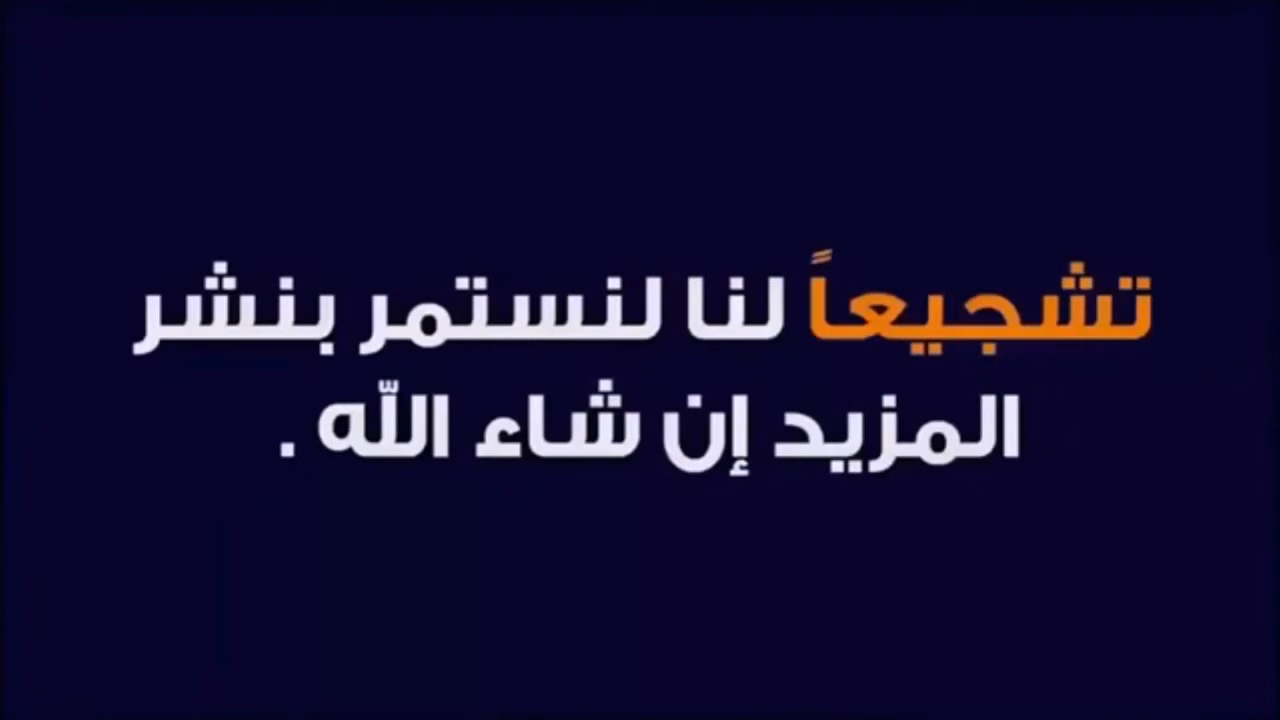 تشجيعاً لنا لنستمر بنشر
المزيد إن شاء اللّه .